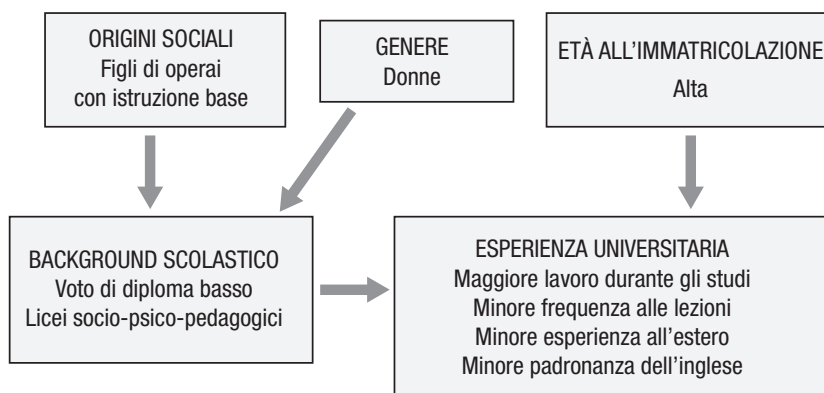 ORIGINI SOCIALI
Figli di operai
con istruzione base
GENERE
Donne
ETÀ ALL'IMMATRICOLAZIONE
Alta
BACKGROUND SCOLASTICO
Voto di diploma basso
Licei socio-psico-pedagogici
ESPERIENZA UNIVERSITARIA
Maggiore lavoro durante gli studi
Minore frequenza alle lezioni
Minore esperienza all'estero
Minore padronanza dell'inglese